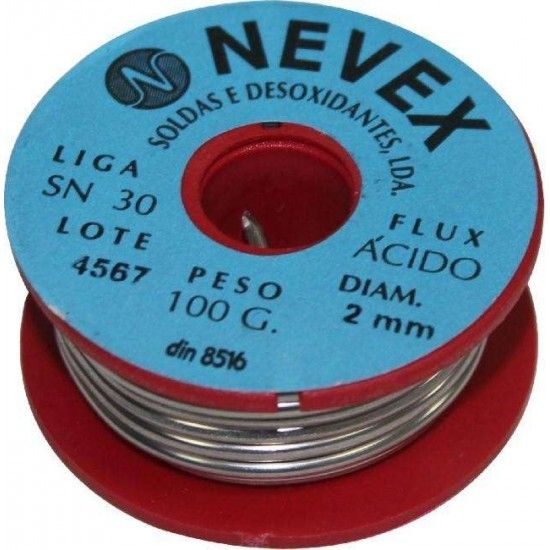 NEVEX
SOLDAS E DESOXIDANTES, LDA.
LIGA
SN 30
LOTE
4567
PESO
100 G.
FLUX
ÁCIDO
DIAM.
2 mm
din 8516